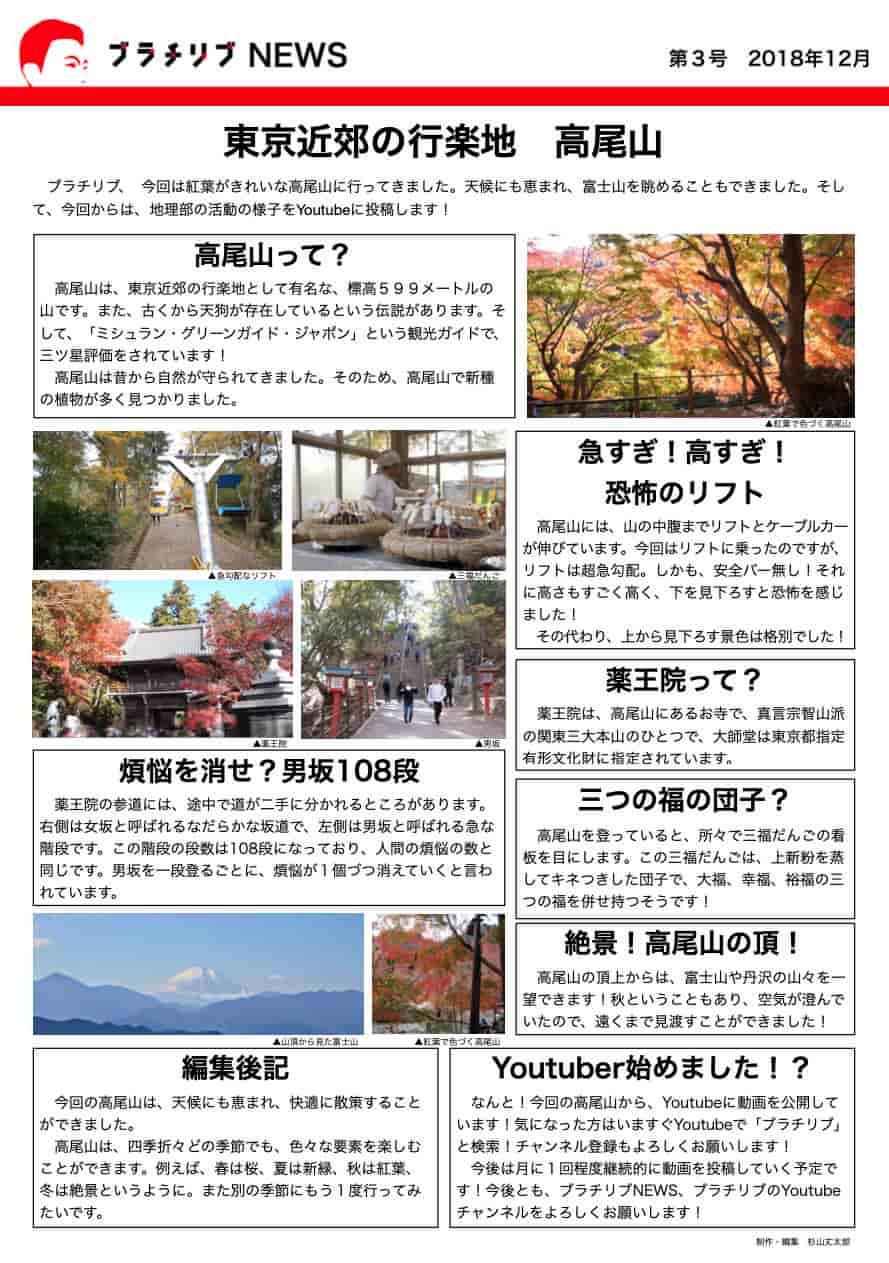 ブラチリブ NEWS
第３号　2018年12月
東京近郊の行楽地　高尾山
ブラチリブ、 今回は紅葉がきれいな高尾山に行ってきました。天候にも恵まれ、富士山を眺めることもできました。そし
て、今回からは、地理部の活動の様子をYoutubeに投稿します！
高尾山って？
高尾山は、東京近郊の行楽地として有名な、標高５９９メートルの
山です。また、古くから天狗が存在しているという伝説があります。そ
して、「ミシュラン・グリーンガイド・ジャポン」という観光ガイドで、
三ツ星評価をされています！
高尾山は昔から自然が守られてきました。そのため、高尾山で新種
の植物が多く見つかりました。
▲紅葉で色づく高尾山
▲急勾配なリフト
▲三福だんご
▲薬王院
▲男坂
急すぎ！高すぎ！
恐怖のリフト
高尾山には、山の中腹までリフトとケーブルカー
が伸びています。今回はリフトに乗ったのですが、
リフトは超急勾配。しかも、安全バー無し！それ
に高さもすごく高く、下を見下ろすと恐怖を感じ
ました！
その代わり、上から見下ろす景色は格別でした！
薬王院って？
薬王院は、高尾山にあるお寺で、真言宗智山派
の関東三大本山のひとつで、大師堂は東京都指定
有形文化財に指定されています。
煩悩を消せ？男坂108段
薬王院の参道には、途中で道が二手に分かれるところがあります。
右側は女坂と呼ばれるなだらかな坂道で、左側は男坂と呼ばれる急な
階段です。この階段の段数は108段になっており、人間の煩悩の数と
同じです。男坂を一段登るごとに、煩悩が１個づつ消えていくと言わ
れています。
三つの福の団子？
高尾山を登っていると、所々で三福だんごの看
板を目にします。この三福だんごは、上新粉を蒸
してキネつきした団子で、大福、幸福、裕福の三
つの福を併せ持つそうです！
絶景！高尾山の頂！
高尾山の頂上からは、富士山や丹沢の山々を一
望できます！秋ということもあり、空気が澄んで
いたので、遠くまで見渡すことができました！
▲山頂から見た富士山
▲紅葉で色づく高尾山
編集後記
今回の高尾山は、天候にも恵まれ、快適に散策すること
ができました。
高尾山は、四季折々どの季節でも、色々な要素を楽しむ
ことができます。例えば、春は桜、夏は新緑、秋は紅葉、
冬は絶景というように。また別の季節にもう１度行ってみ
たいです。
Youtuber始めました！？
なんと！今回の高尾山から、Youtubeに動画を公開して
います！気になった方はいますぐYoutubeで「ブラチリブ」
と検索！チャンネル登録もよろしくお願いします！
今後は月に１回程度継続的に動画を投稿していく予定で
す！今後とも、ブラチリブNEWS、ブラチリブのYoutube
チャンネルをよろしくお願いします！
制作・編集　杉山丈太郎